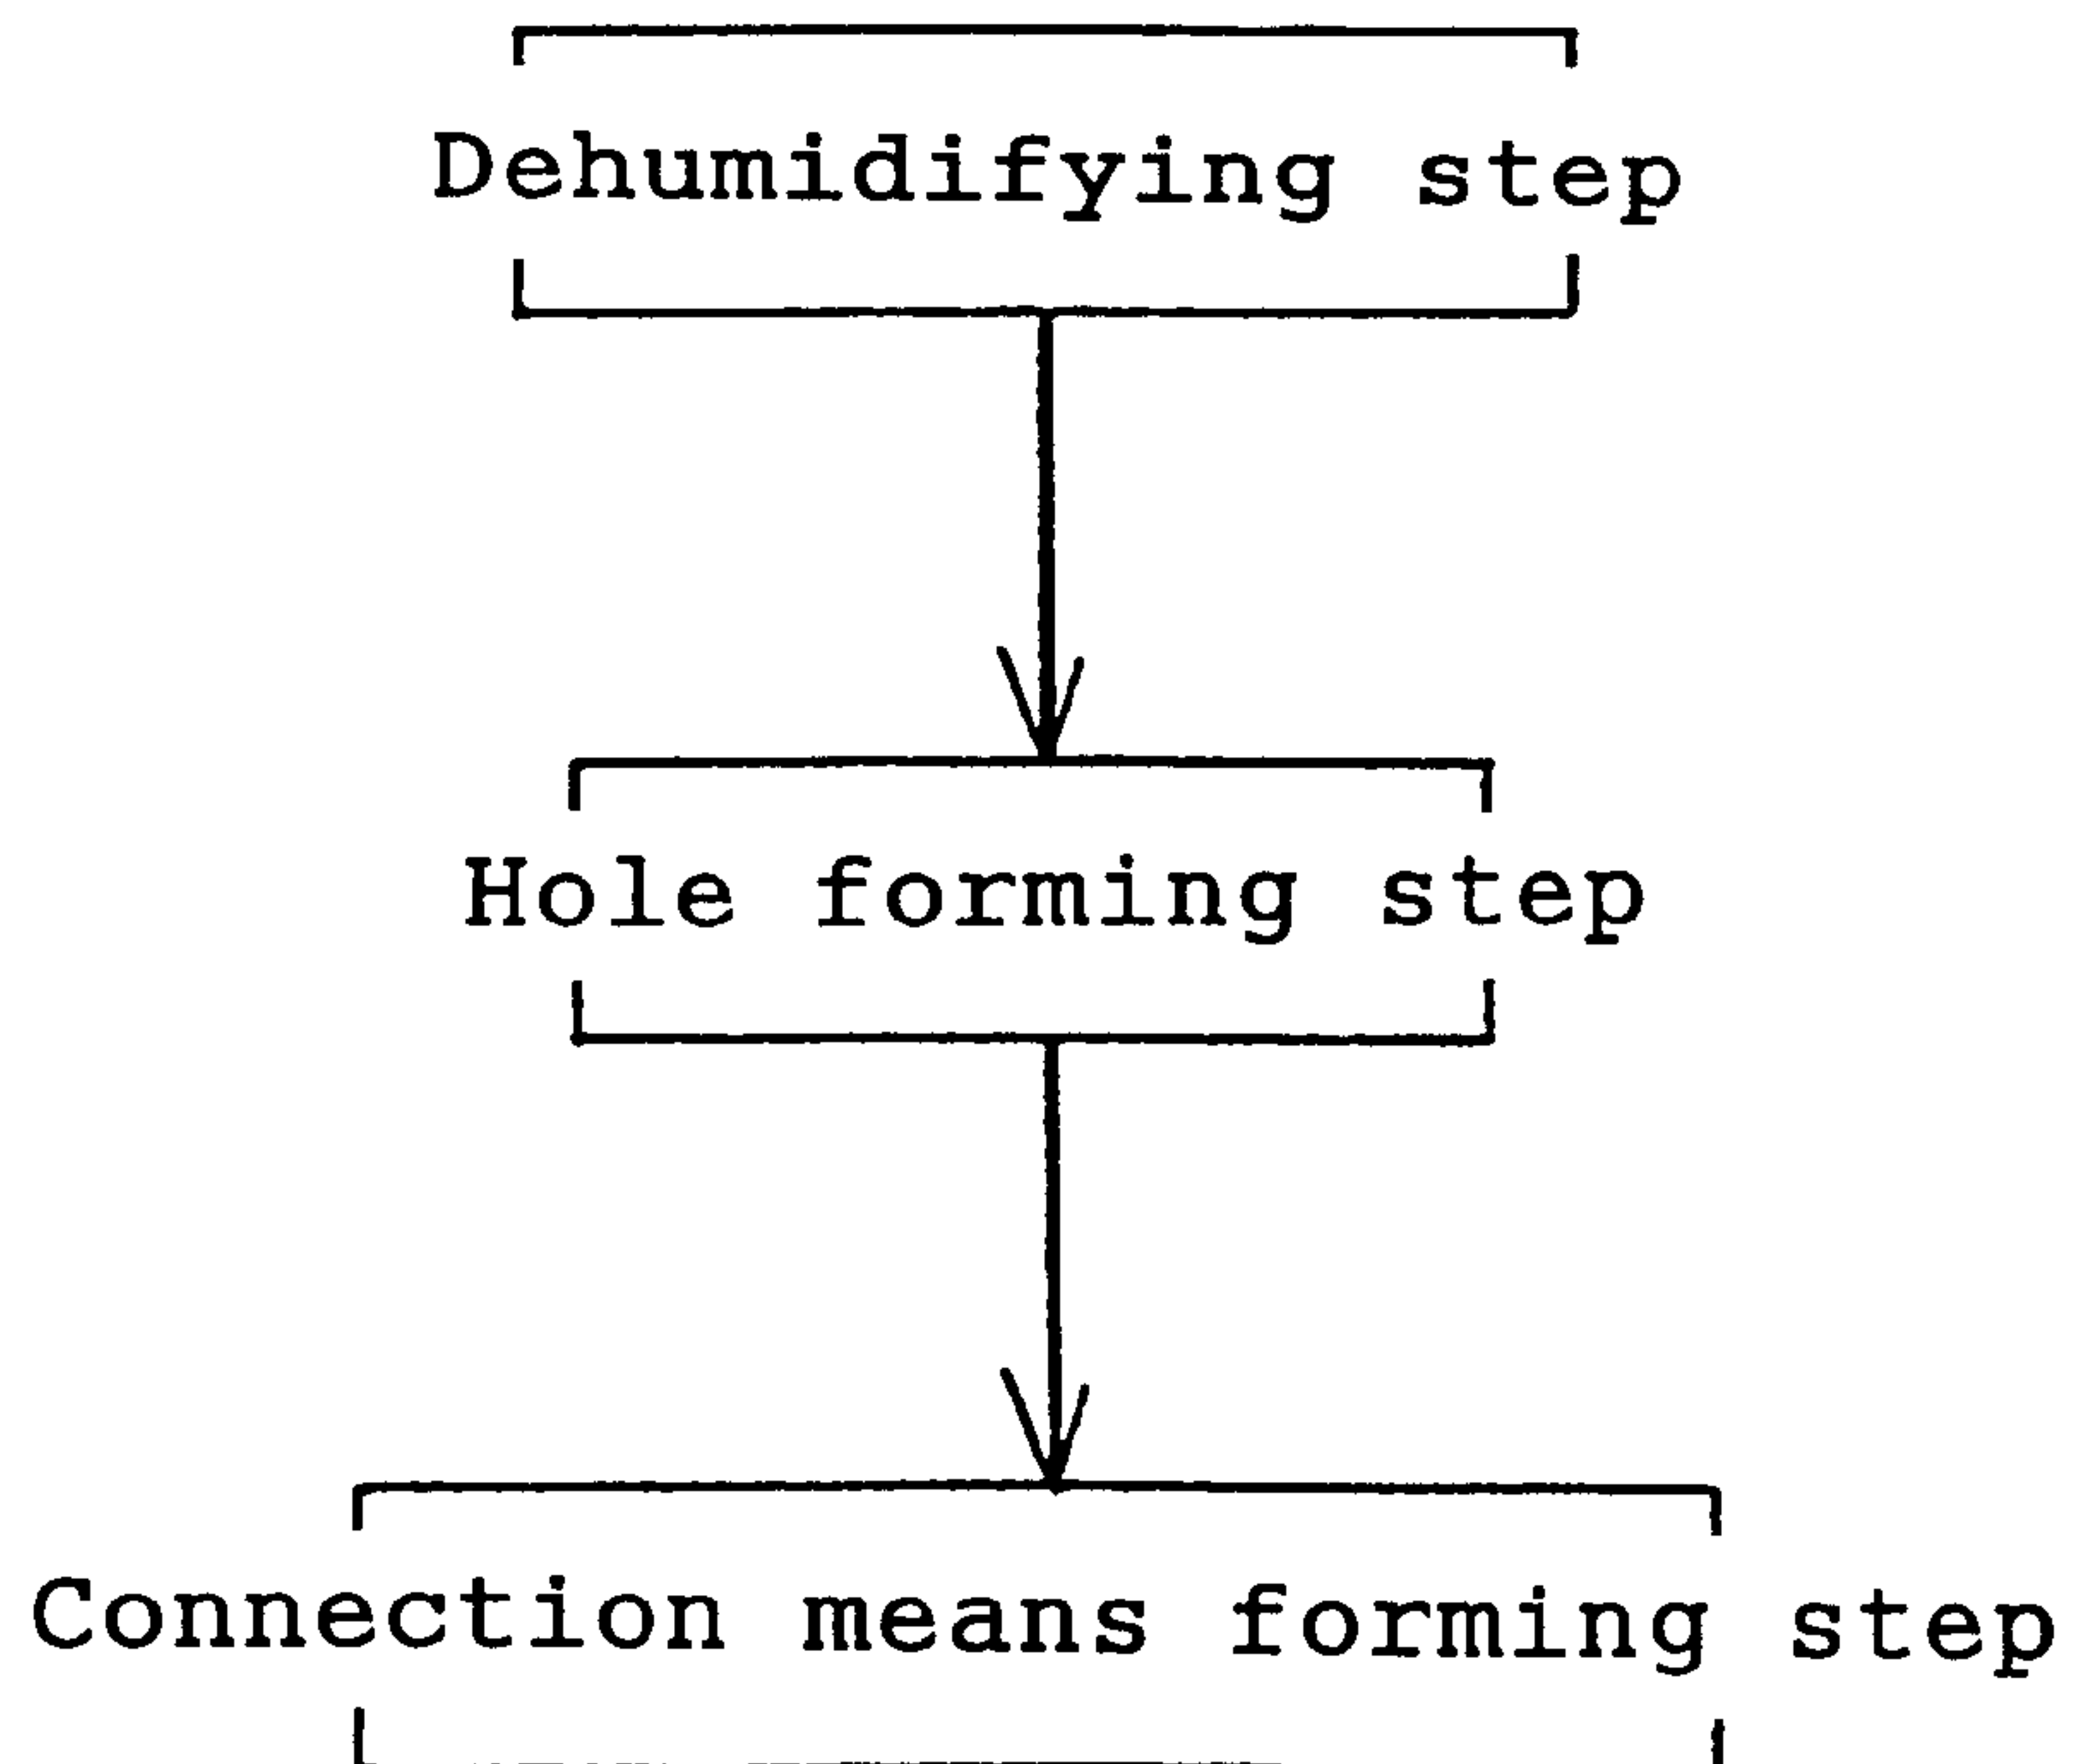 Dehumidifying step
Hole forming step
Connection means forming step